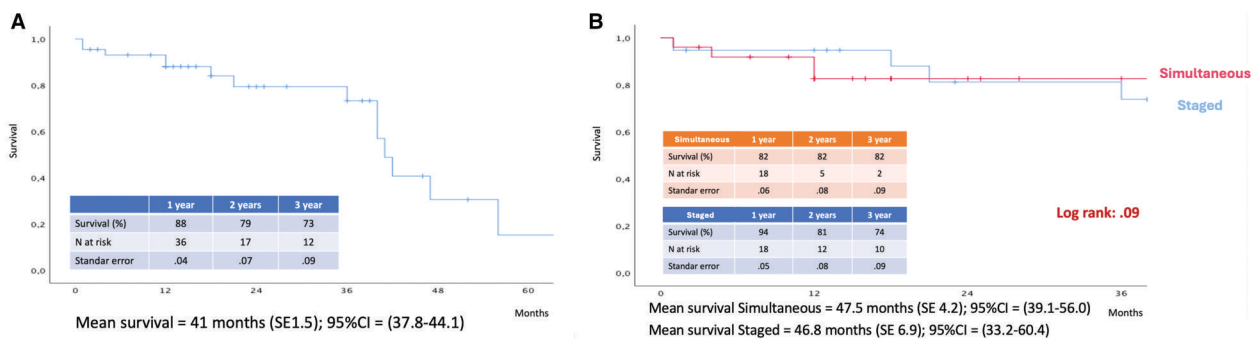 A
1,0
0,8
0,6
0,4
0,2
0,0
Survival
1 year 2 years 3 year
Survival (%) 88 79 73
N at risk 36 17 12
Standar error .04 .07 .09
0 12 24 36 48 60
Months
Mean survival = 41 months (SE1.5); 95%CI = (37.8-44.1)
B
1,0
0,8
0,6
0,4
0,2
0,0
Survival
Simultaneous
Staged
Simultaneous 1 year 2 years 3 year
Survival (%) 82 82 82
N at risk 18 5 2
Standar error .06 .08 .09
Staged 1 year 2 years 3 year
Survival (%) 94 81 74
N at risk 18 12 10
Standar error .05 .08 .09
Log rank: .09
0 12 24 36
Months
Mean survival Simultaneous = 47.5 months (SE 4.2); 95%CI = (39.1-56.0)
Mean survival Staged = 46.8 months (SE 6.9); 95%CI = (33.2-60.4)